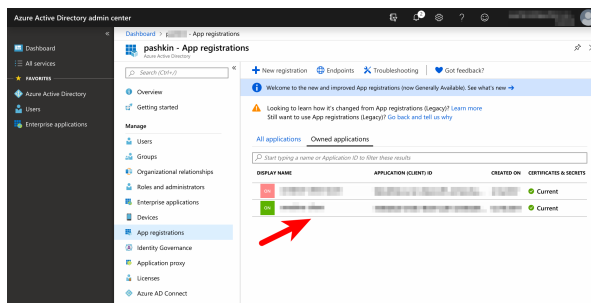 Azure Active Directory admin center
Dashboard > p - App registrations
pashkin - App registrations
Azure Active Directory
Dashboard
All services
FAVORITES
Azure Active Directory
Users
Enterprise applications
Search (Ctrl+/)
Overview
Getting started
Manage
Users
Groups
Organizational relationships
Roles and administrators
Enterprise applications
Devices
App registrations
Identity Governance
Application proxy
Licenses
Azure AD Connect
New registration
Endpoints
Troubleshooting
Got feedback?
Welcome to the new and improved App registrations (now Generally Available). See what's new →
Looking to learn how it's changed from App registrations (Legacy)? Learn more
Still want to use App registrations (Legacy)? Go back and tell us why
All applications
Owned applications
Start typing a name or Application ID to filter these results
DISPLAY NAME
APPLICATION (CLIENT) ID
CREATED ON
CERTIFICATES & SECRETS
Current
Current